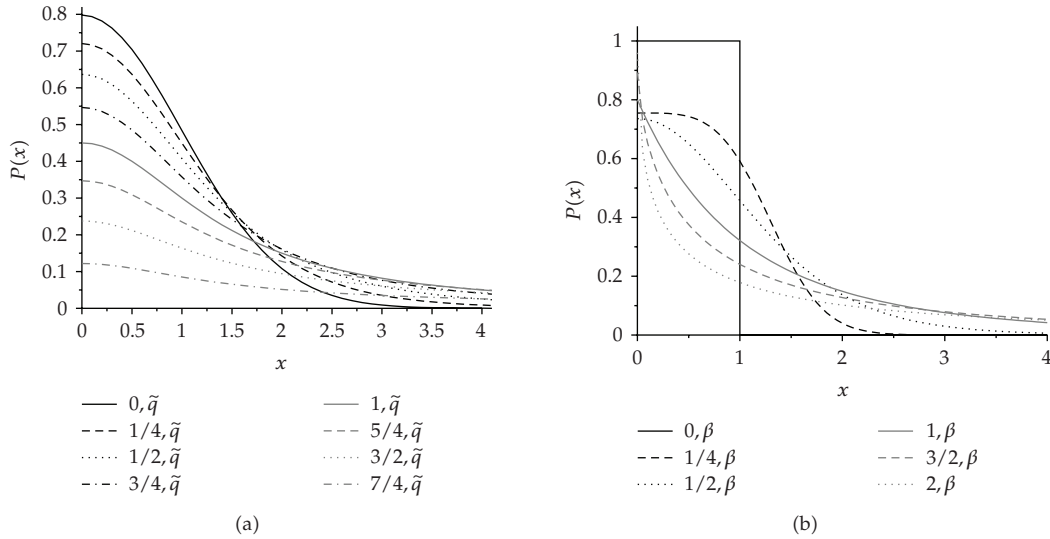 P(x)
0.8
0.7
0.6
0.5
0.4
0.3
0.2
0.1
0
0 0.5 1 1.5 2 2.5 3 3.5 4
x
0, q̃
1/4, q̃
1/2, q̃
3/4, q̃
1, q̃
5/4, q̃
3/2, q̃
7/4, q̃
(a)
P(x)
1
0.8
0.6
0.4
0.2
0
0 1 2 3 4
x
0, β
1/4, β
1/2, β
1, β
3/2, β
2, β
(b)